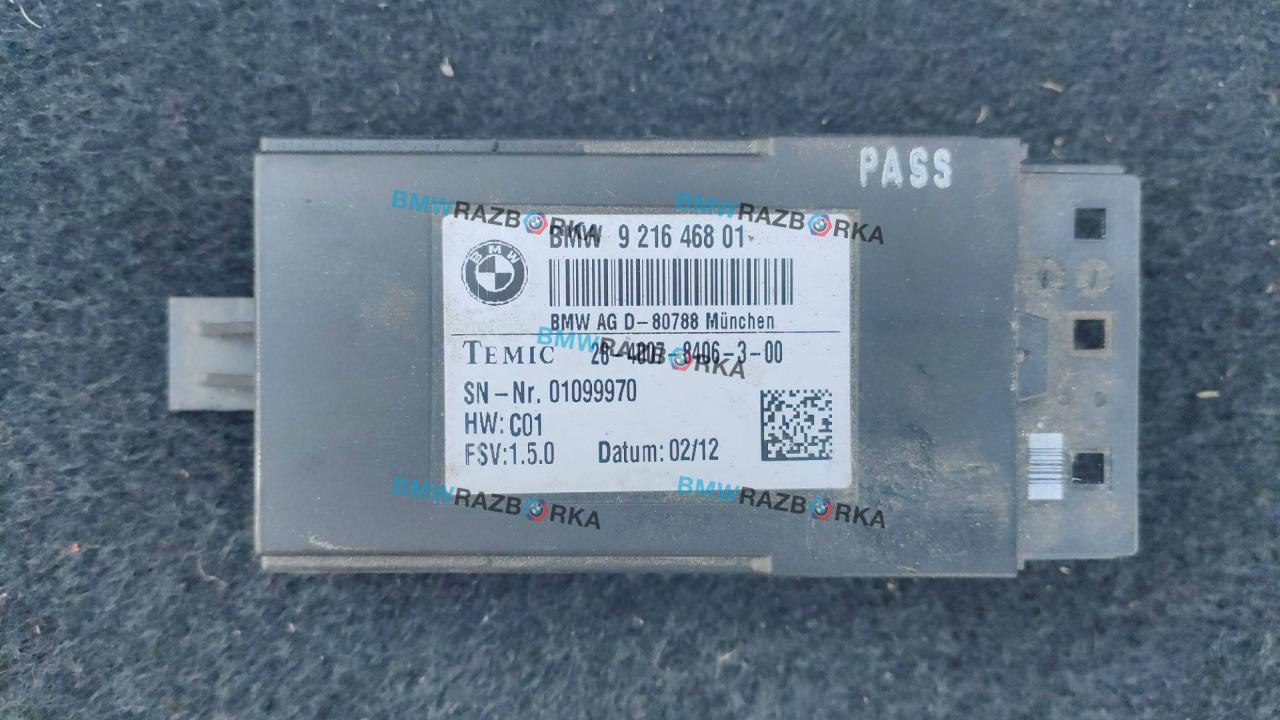 PASS
BMWRAZBORKA BMWRAZBORKA
BMW 9 216 468 01
BMW
BMW AG D-80788 München
TEMIC
SN-Nr. 01099970
HW: C01
FSV:1.5.0 Datum: 02/12
BMWRAZBORKA BMWRAZBORKA